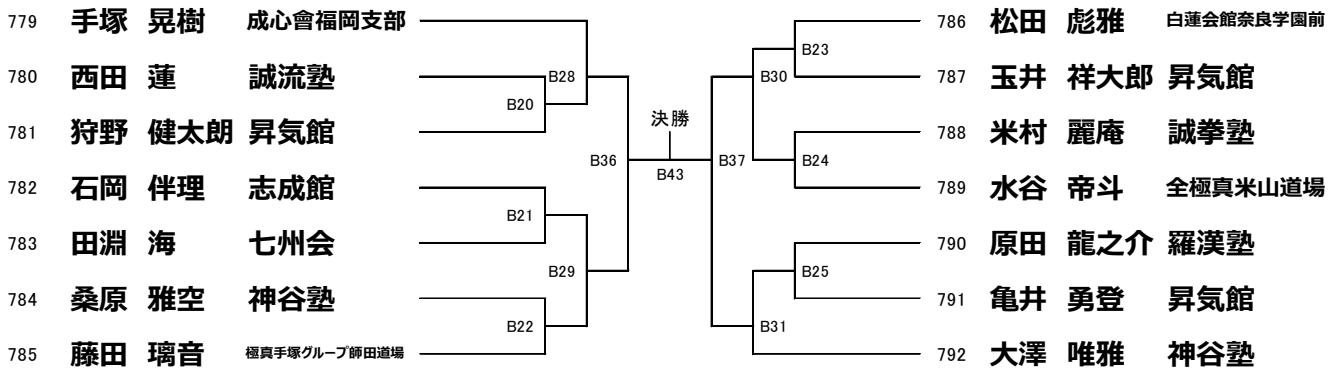 779 手塚 晃樹 成心會福岡支部
780 西田 蓮 誠流塾
781 狩野 健太朗 昇気館
782 石岡 伴理 志成館
783 田淵 海 七州会
784 桑原 雅空 神谷塾
785 藤田 璃音 極真手塚グループ師田道場
B28
B20
B36
B21
B29
B22
決勝
B43
B23
B30
B37
B24
B25
B31
786 松田 彪雅 白蓮会館奈良学園前
787 玉井 祥大郎 昇気館
788 米村 麗庵 誠拳塾
789 水谷 帝斗 全極真米山道場
790 原田 龍之介 羅漢塾
791 亀井 勇登 昇気館
792 大澤 唯雅 神谷塾